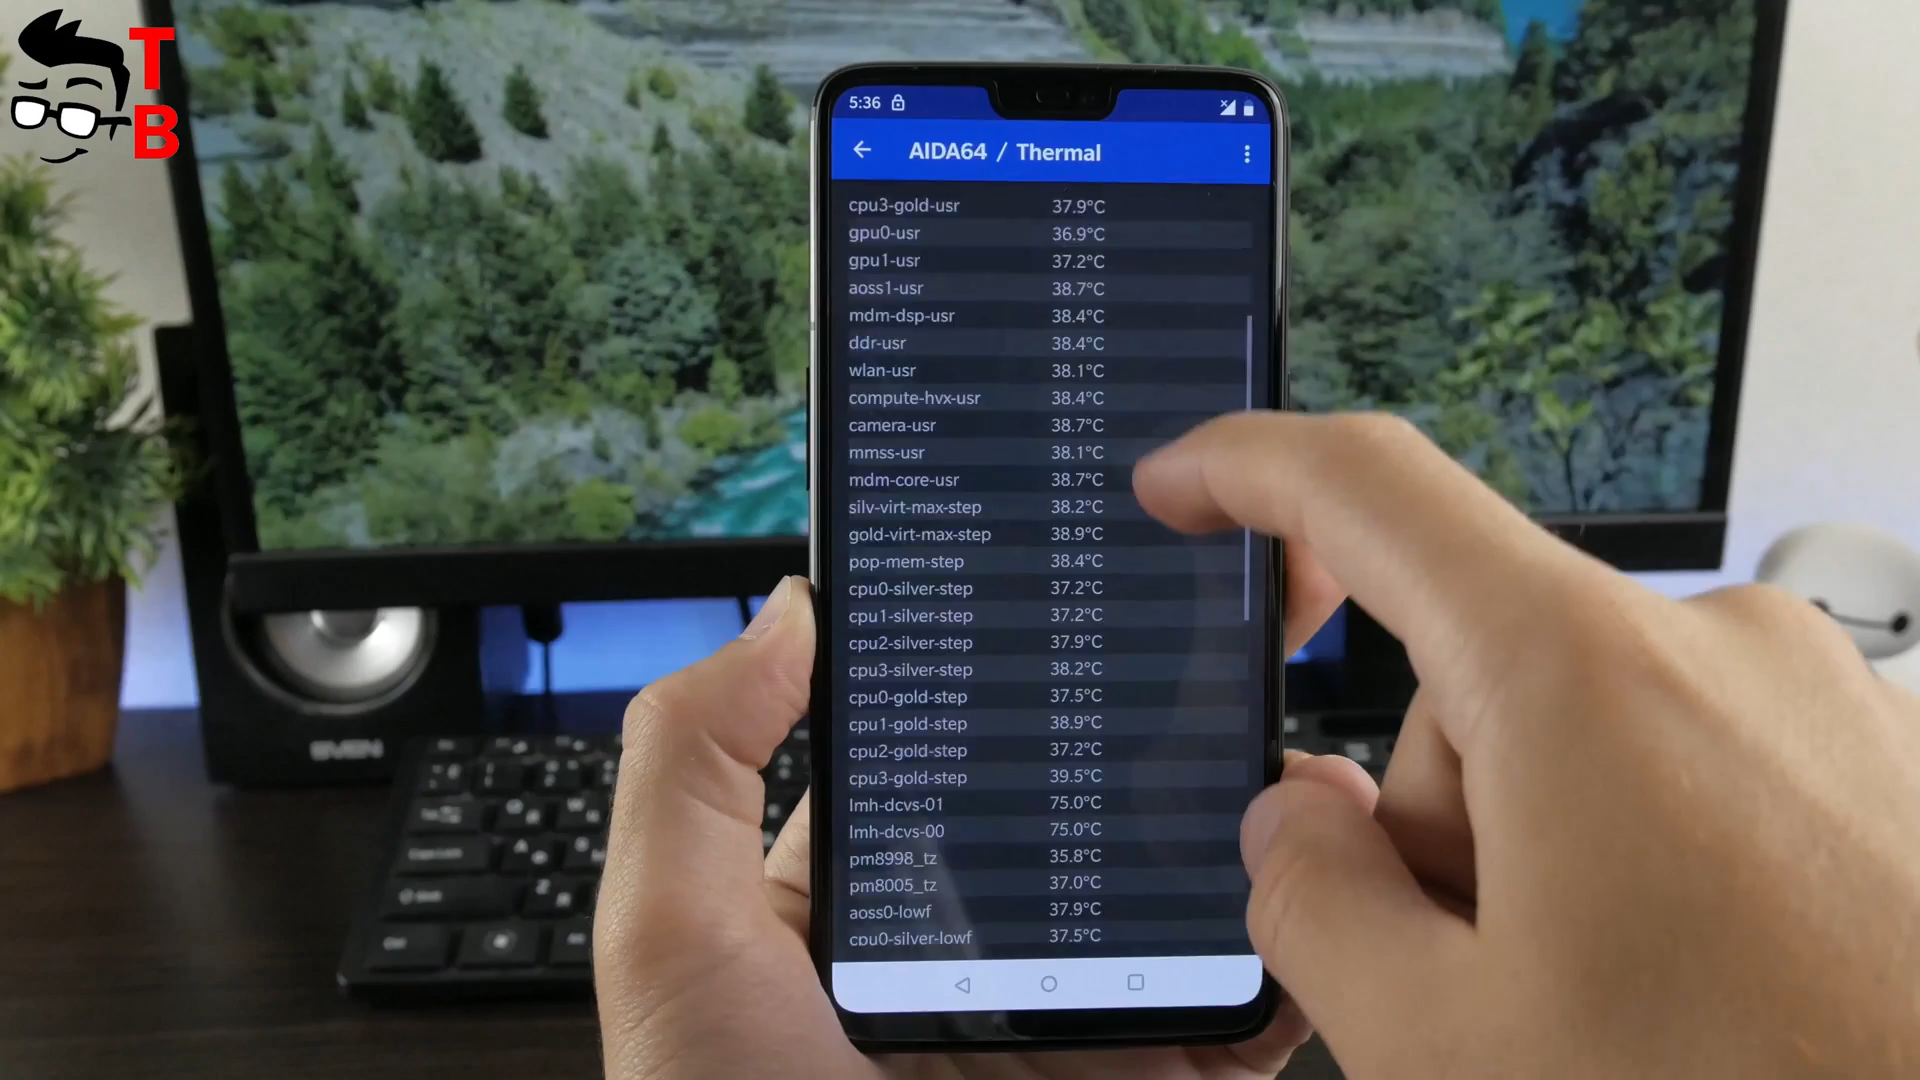 T
B
5:36
AIDA64 / Thermal
cpu3-gold-usr 37.9°C
gpu0-usr 36.9°C
gpu1-usr 37.2°C
aoss1-usr 38.7°C
mdm-dsp-usr 38.4°C
ddr-usr 38.4°C
wlan-usr 38.1°C
compute-hvx-usr 38.4°C
camera-usr 38.7°C
mmss-usr 38.1°C
mdm-core-usr 38.7°C
silv-virt-max-step 38.2°C
gold-virt-max-step 38.9°C
pop-mem-step 38.4°C
cpu0-silver-step 37.2°C
cpu1-silver-step 37.2°C
cpu2-silver-step 37.9°C
cpu3-silver-step 38.2°C
cpu0-gold-step 37.5°C
cpu1-gold-step 38.9°C
cpu2-gold-step 37.2°C
cpu3-gold-step 39.5°C
lmh-dcvs-01 75.0°C
lmh-dcvs-00 75.0°C
pm8998_tz 35.8°C
pm8005_tz 37.0°C
aoss0-lowf 37.9°C
cpu0-silver-lowf 37.5°C
SVEN